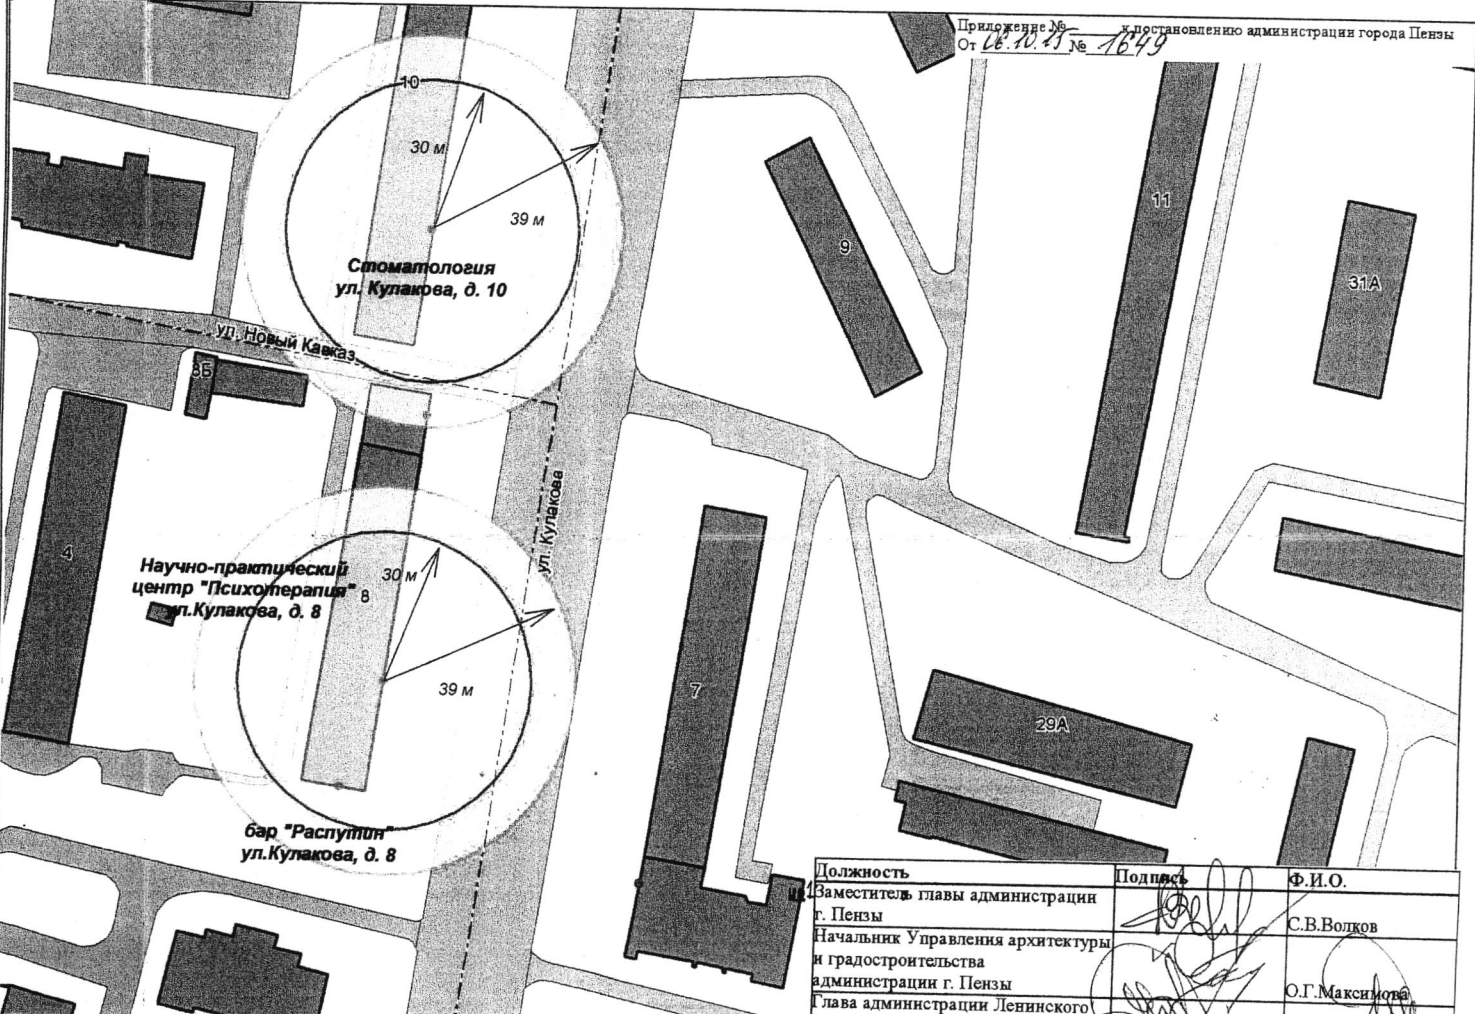 Приложение № к постановлению администрации города Пензы
От 06.10.15 № 1649
10
30 м
39 м
Стоматология
ул. Кулакова, д. 10
ул. Новый Кавказ
8Б
9
11
31А
4
ул. Кулакова
Научно-практический
центр "Психотерапия"
ул.Кулакова, д. 8
30 м
8
39 м
7
29А
бар "Распутин"
ул.Кулакова, д. 8
Должность Подпись Ф.И.О.
Заместитель главы администрации
г. Пензы С.В.Волков
Начальник Управления архитектуры
и градостроительства
администрации г. Пензы О.Г.Максимова
Глава администрации Ленинского